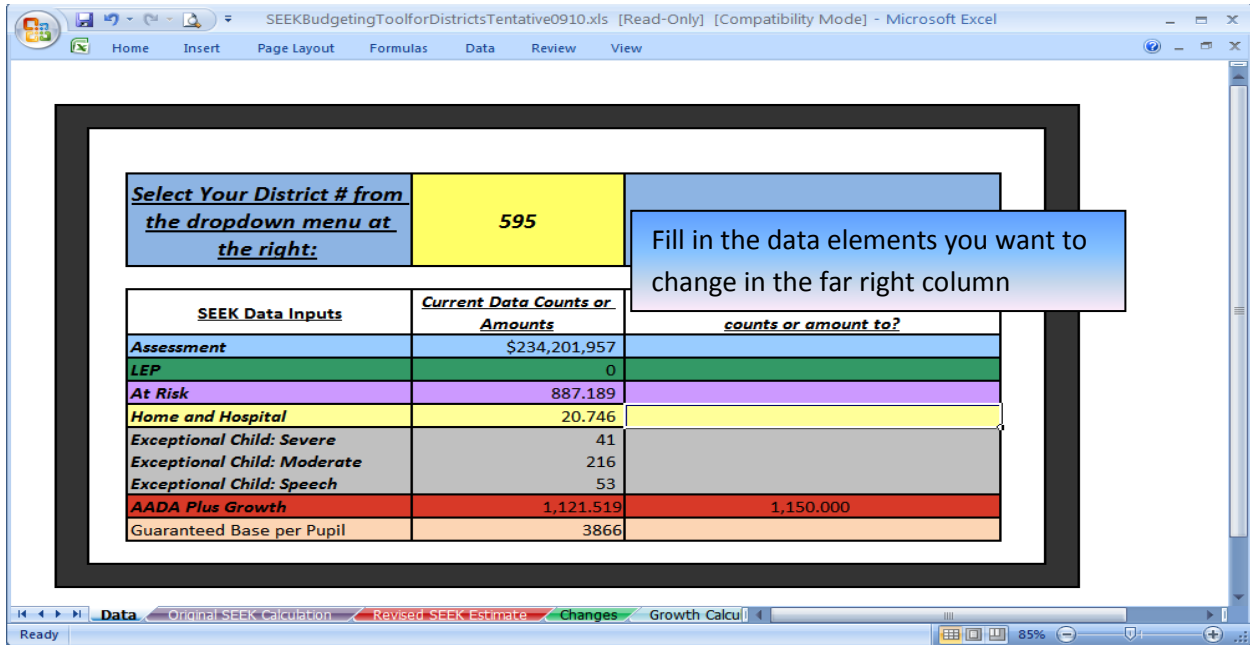 SEEKBudgetingToolforDistrictsTentative0910.xls [Read-Only] [Compatibility Mode] - Microsoft Excel
Home Insert Page Layout Formulas Data Review View
Select Your District # from
the dropdown menu at
the right:
595
Fill in the data elements you want to
change in the far right column
SEEK Data Inputs
Current Data Counts or
Amounts
counts or amount to?
Assessment $234,201,957
LEP 0
At Risk 887.189
Home and Hospital 20.746
Exceptional Child: Severe 41
Exceptional Child: Moderate 216
Exceptional Child: Speech 53
AADA Plus Growth 1,121.519 1,150.000
Guaranteed Base per Pupil 3866
Data Original SEEK Calculation Revised SEEK Estimate Changes Growth Calcu
Ready 85%